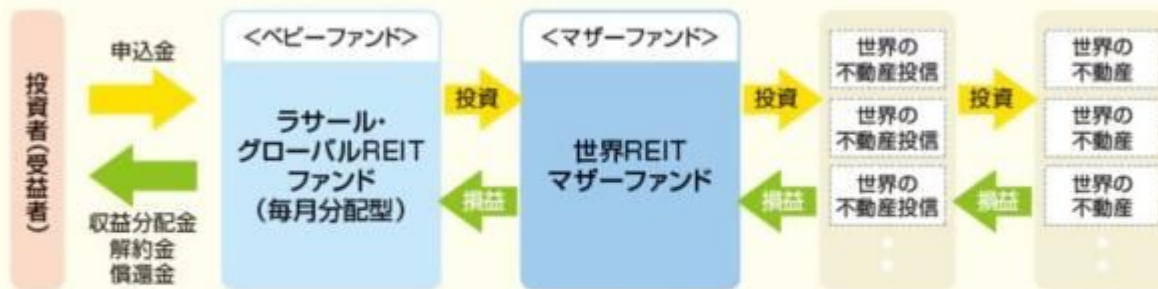 投資者(受益者)
申込金
収益分配金
解約金
償還金
<ベビーファンド>
ラサール・
グローバルREIT
ファンド
(毎月分配型)
投資
損益
<マザーファンド>
世界REIT
マザーファンド
投資
損益
世界の
不動産投信
世界の
不動産投信
世界の
不動産投信
投資
損益
世界の
不動産
世界の
不動産
世界の
不動産